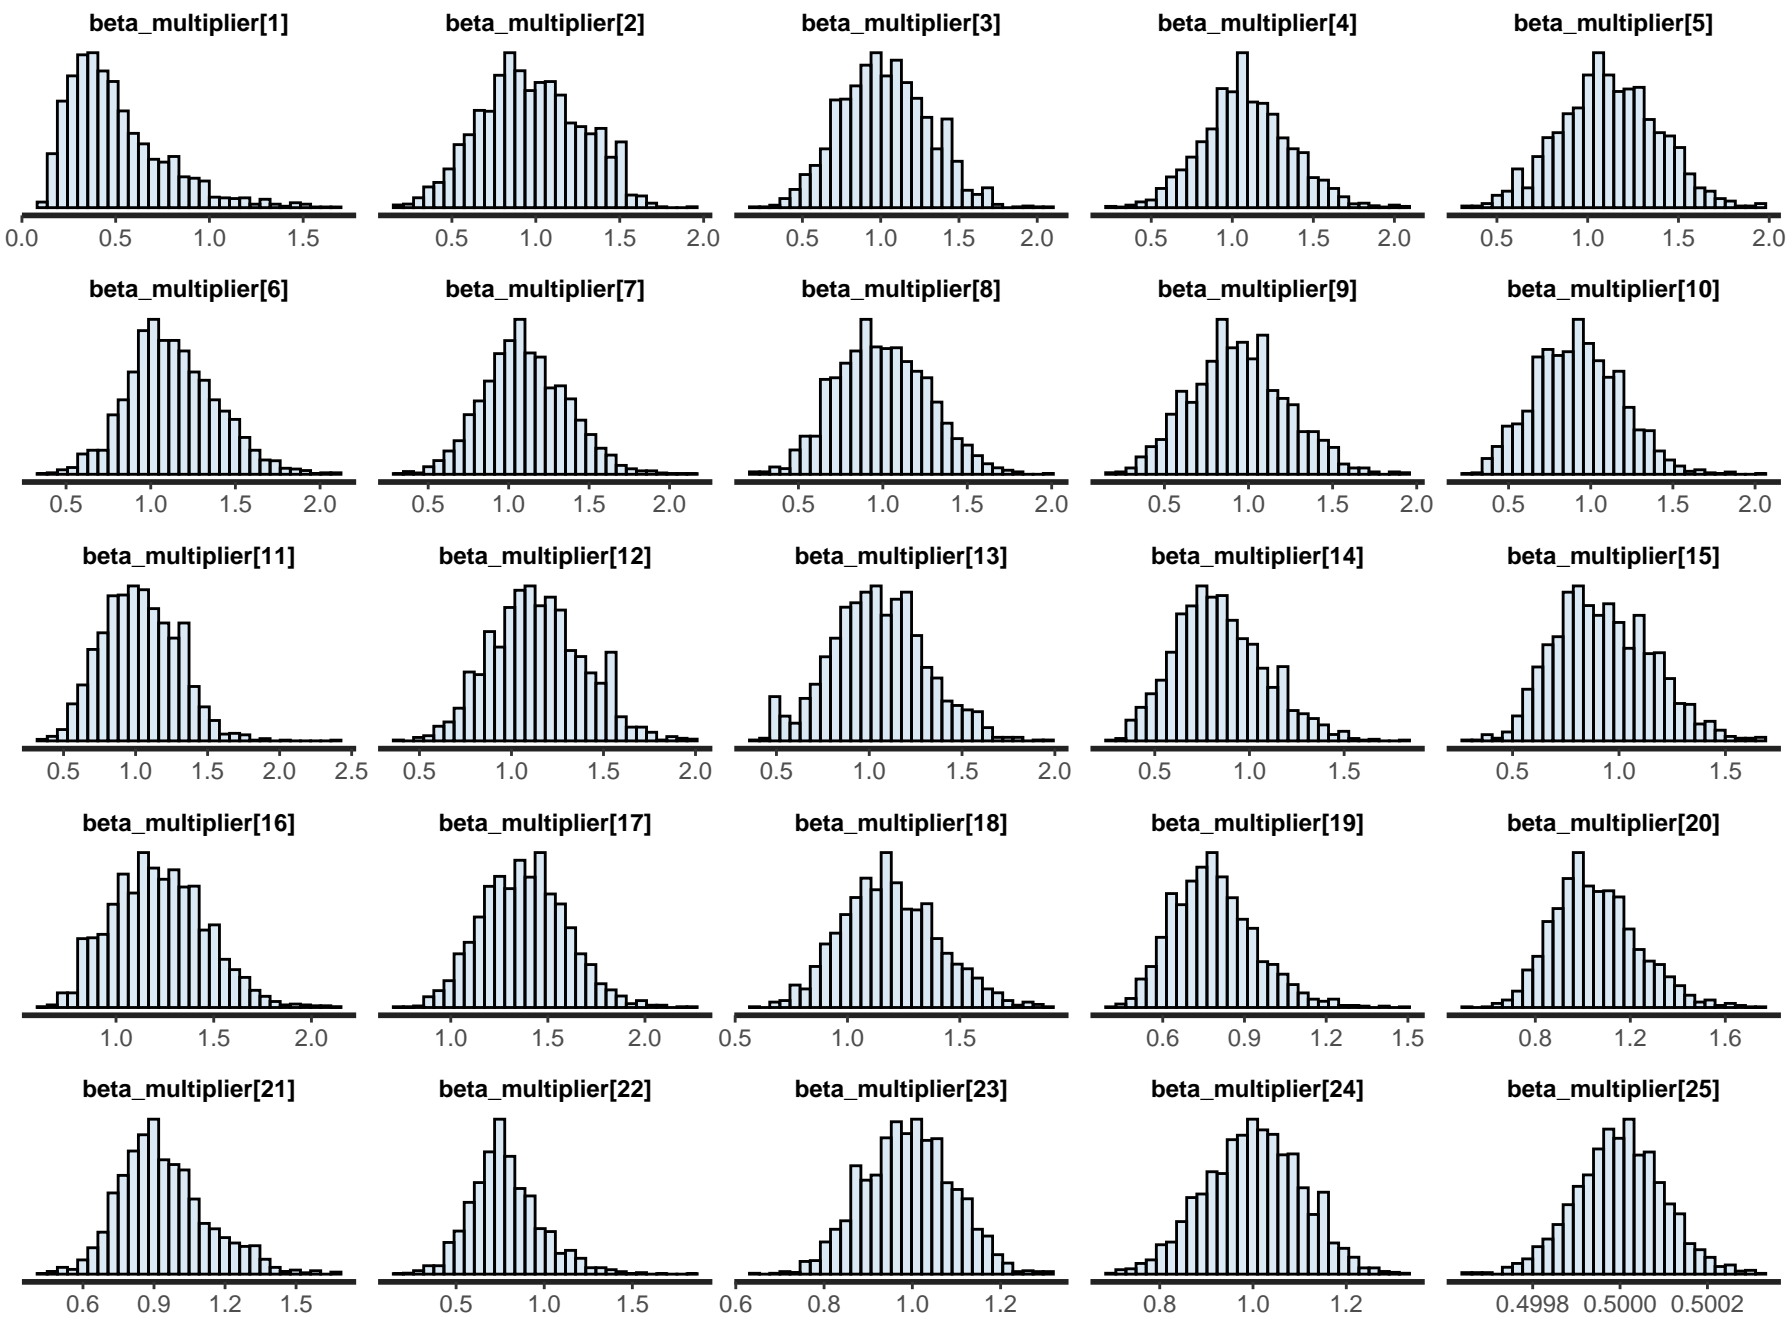 beta_multiplier[1] beta_multiplier[2] beta_multiplier[3] beta_multiplier[4] beta_multiplier[5]
0.0 0.5 1.0 1.5 0.5 1.0 1.5 2.0 0.5 1.0 1.5 2.0 0.5 1.0 1.5 2.0 0.5 1.0 1.5 2.0
beta_multiplier[6] beta_multiplier[7] beta_multiplier[8] beta_multiplier[9] beta_multiplier[10]
0.5 1.0 1.5 2.0 0.5 1.0 1.5 2.0 0.5 1.0 1.5 2.0 0.5 1.0 1.5 2.0 0.5 1.0 1.5 2.0
beta_multiplier[11] beta_multiplier[12] beta_multiplier[13] beta_multiplier[14] beta_multiplier[15]
0.5 1.0 1.5 2.0 2.5 0.5 1.0 1.5 2.0 0.5 1.0 1.5 2.0 0.5 1.0 1.5 0.5 1.0 1.5
beta_multiplier[16] beta_multiplier[17] beta_multiplier[18] beta_multiplier[19] beta_multiplier[20]
1.0 1.5 2.0 1.0 1.5 2.0 0.5 1.0 1.5 0.6 0.9 1.2 1.5 0.8 1.2 1.6
beta_multiplier[21] beta_multiplier[22] beta_multiplier[23] beta_multiplier[24] beta_multiplier[25]
0.6 0.9 1.2 1.5 0.5 1.0 1.5 0.6 0.8 1.0 1.2 0.8 1.0 1.2 0.4998 0.5000 0.5002